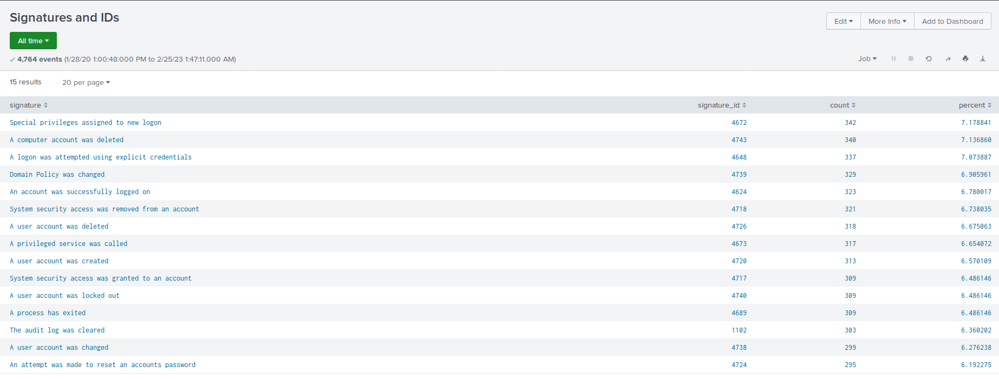 Signatures and IDs
Edit More Info Add to Dashboard
All time
4,764 events (1/28/20 1:00:48.000 PM to 2/25/23 1:47:11.000 AM)
Job
15 results 20 per page
signature signature_id count percent
Special privileges assigned to new logon 4672 342 7.178841
A computer account was deleted 4743 340 7.136860
A logon was attempted using explicit credentials 4648 337 7.073887
Domain Policy was changed 4739 329 6.905961
An account was successfully logged on 4624 323 6.780017
System security access was removed from an account 4718 321 6.738035
A user account was deleted 4726 318 6.675063
A privileged service was called 4673 317 6.654072
A user account was created 4720 313 6.570109
System security access was granted to an account 4717 309 6.486146
A user account was locked out 4740 309 6.486146
A process has exited 4689 309 6.486146
The audit log was cleared 1102 303 6.360202
A user account was changed 4738 299 6.276238
An attempt was made to reset an accounts password 4724 295 6.192275